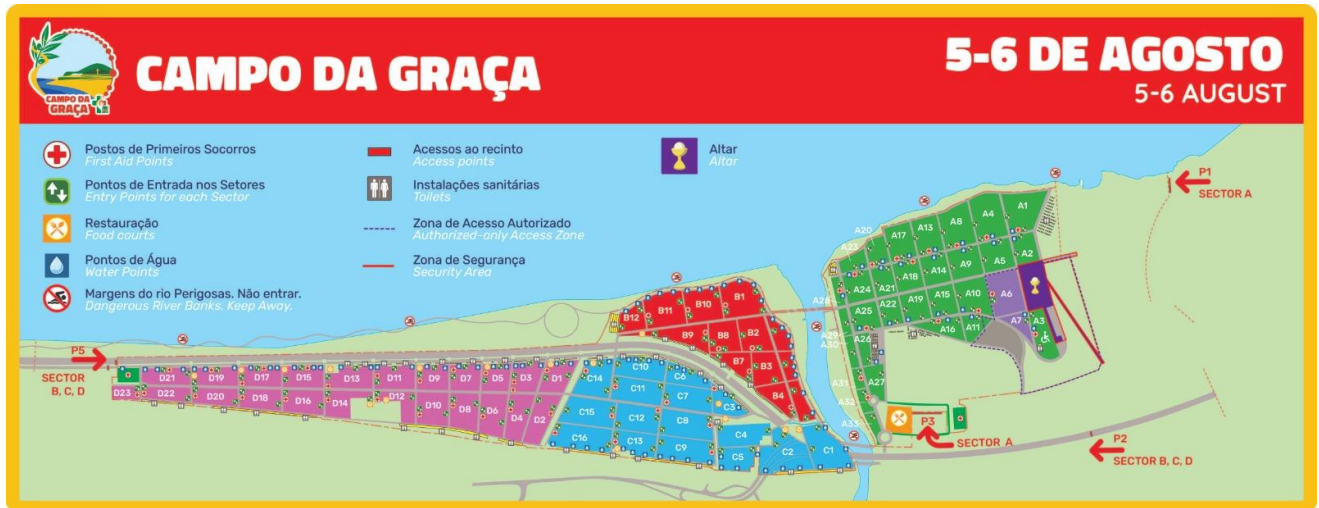 CAMPO DA GRAÇA
CAMPO DA GRAÇA
5-6 DE AGOSTO
5-6 AUGUST
Postos de Primeiros Socorros
First Aid Points
Pontos de Entrada nos Setores
Entry Points for each Sector
Restauração
Food courts
Pontos de Água
Water Points
Margens do rio Perigosas. Não entrar.
Dangerous River Banks. Keep Away.
Acessos ao recinto
Access points
Instalações sanitárias
Toilets
Zona de Acesso Autorizado
Authorized-only Access Zone
Zona de Segurança
Security Area
Altar
Altar
P1
SECTOR A
A20 A17 A13 A8 A4 A1
A23
A24 A21 A18 A14 A9 A5 A2
A28 A25 A22 A19 A15 A10 A6
A29 A26 A16 A11 A7 A3
A30
A31 A27
A32
A33
B12 B11 B10 B1
B9 B8 B2
B7 B3
B4
P5
SECTOR
B, C, D
D21 D19 D17 D15 D13 D11 D9 D7 D5 D3 D1
D23 D22 D20 D18 D16 D14 D12 D10 D8 D6 D4 D2
C14 C10 C6
C11 C7 C3
C15 C12 C8 C4
C16 C13 C9 C5 C2 C1
P3
SECTOR A
P2
SECTOR B, C, D